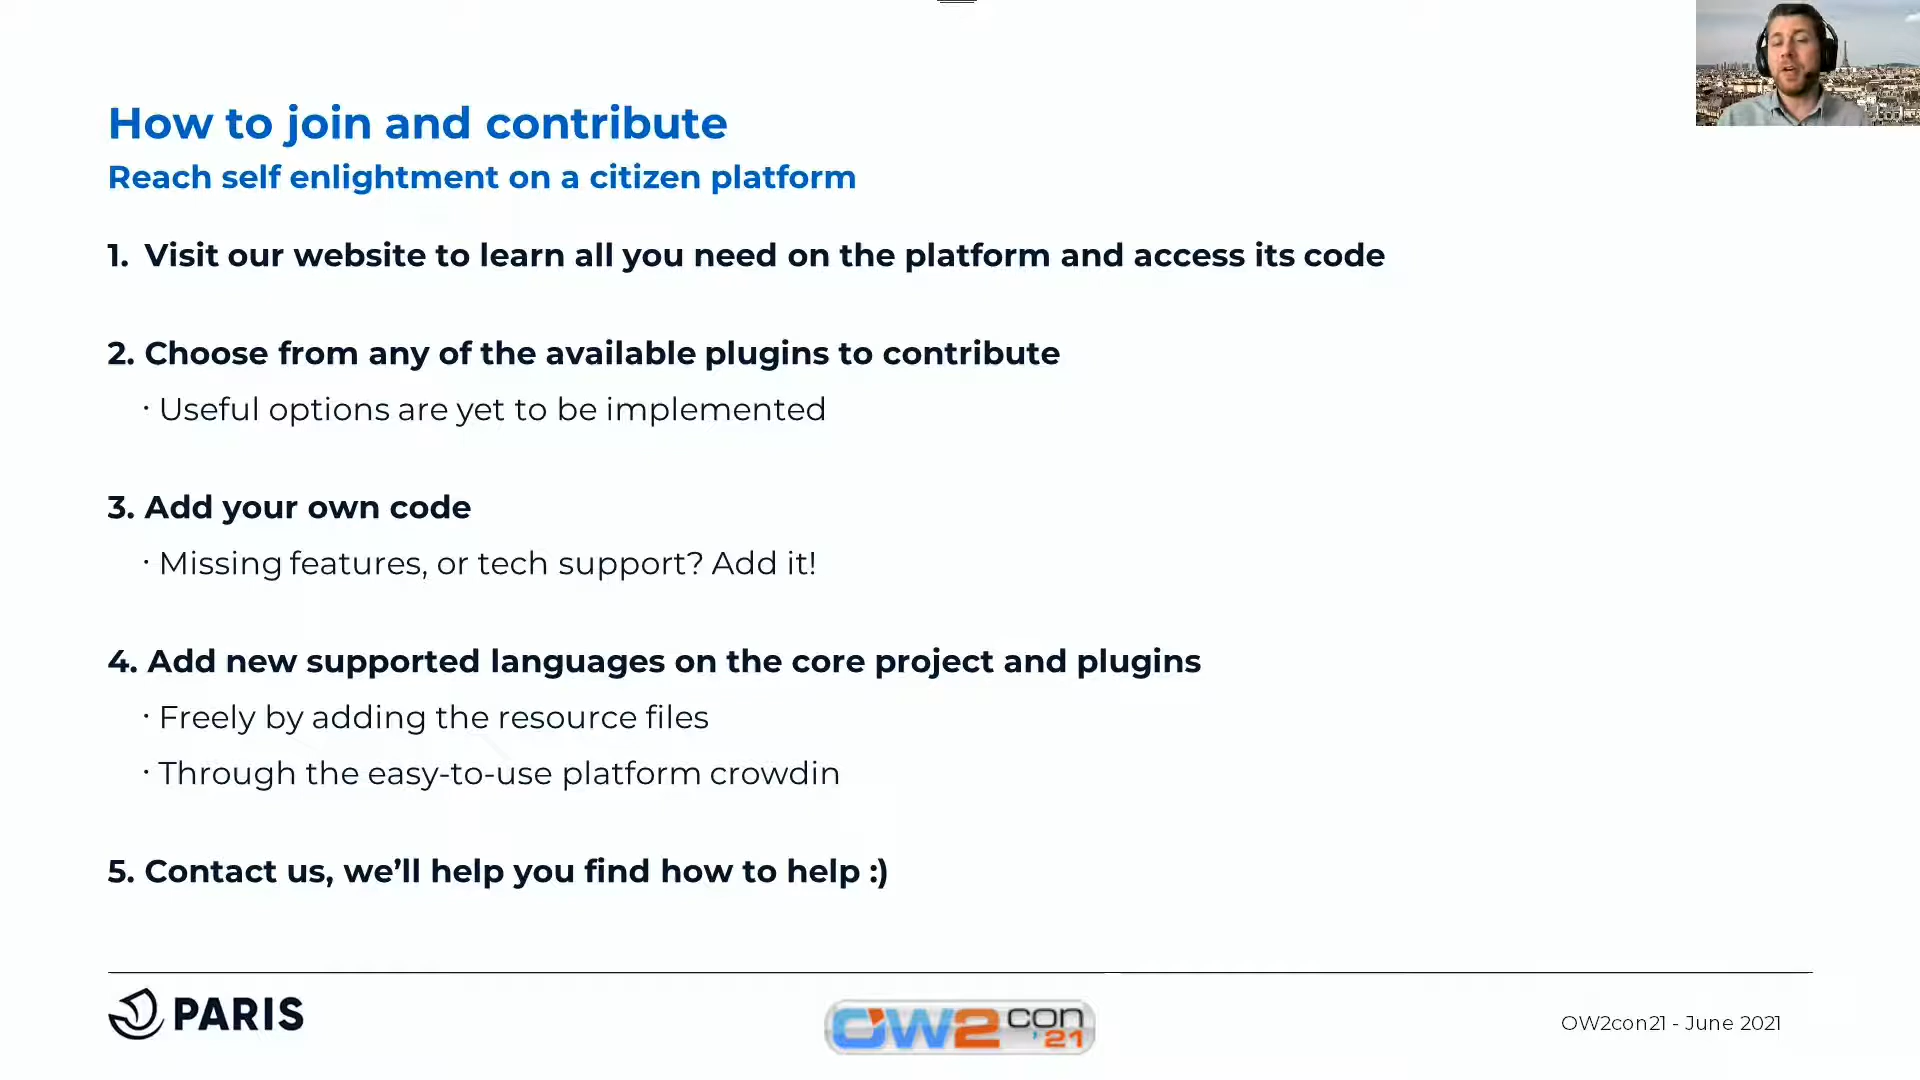 How to join and contribute
Reach self enlightment on a citizen platform
1. Visit our website to learn all you need on the platform and access its code
2. Choose from any of the available plugins to contribute
· Useful options are yet to be implemented
3. Add your own code
· Missing features, or tech support? Add it!
4. Add new supported languages on the core project and plugins
· Freely by adding the resource files
· Through the easy-to-use platform crowdin
5. Contact us, we’ll help you find how to help :)
PARIS
OW2 con '21
OW2con21 - June 2021